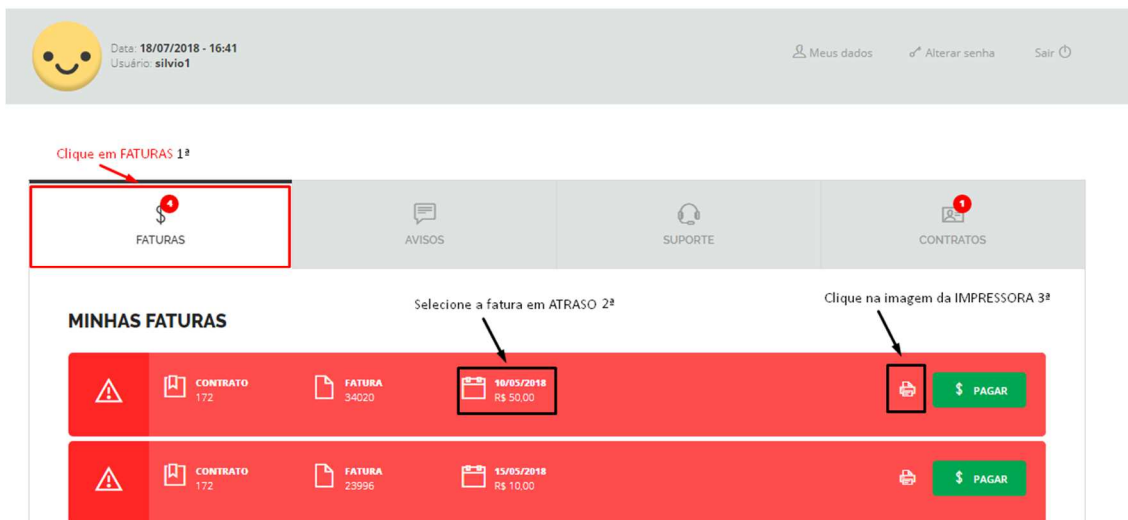 Data: 18/07/2018 - 16:41
Usuário: silvio1
Meus dados
Alterar senha
Sair
Clique em FATURAS 1ª
4
FATURAS
AVISOS
SUPORTE
1
CONTRATOS
MINHAS FATURAS
Selecione a fatura em ATRASO 2ª
Clique na imagem da IMPRESSORA 3ª
CONTRATO
172
FATURA
34020
10/05/2018
R$ 50,00
$ PAGAR
CONTRATO
172
FATURA
23996
15/05/2018
R$ 10,00
$ PAGAR